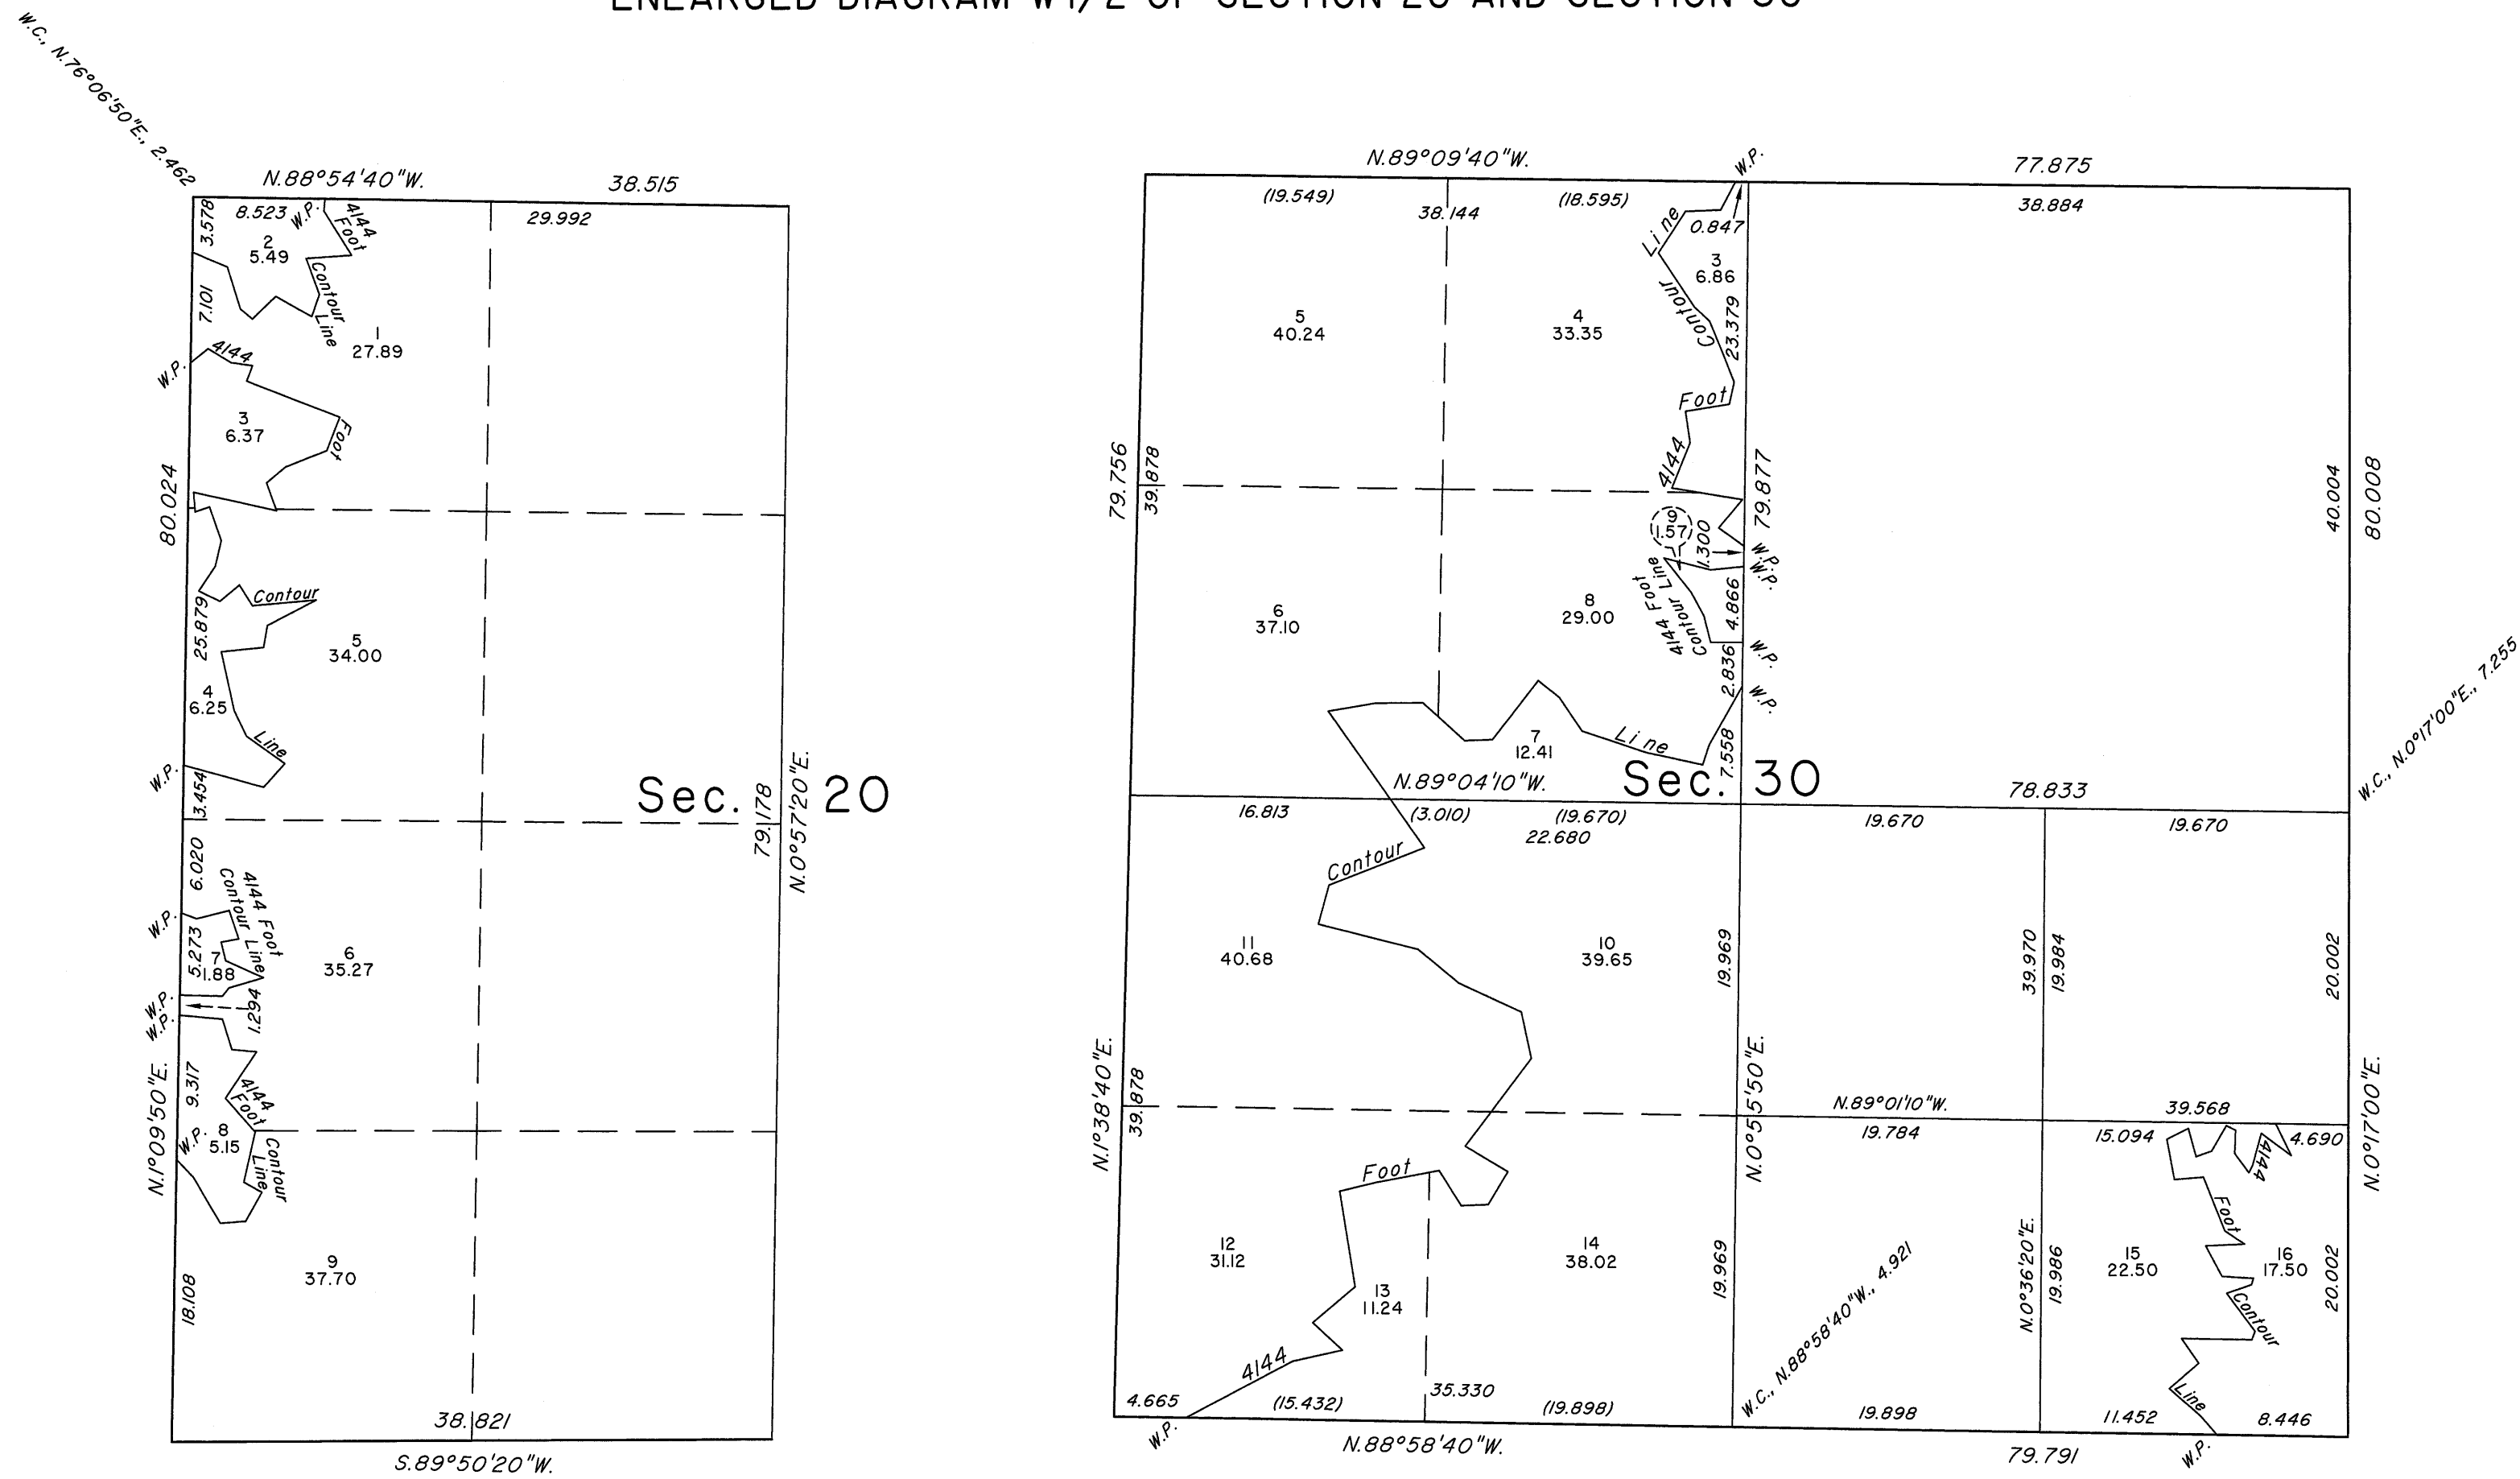 ENLARGED DIAGRAM W1/2 OF SECTION 20 AND SECTION 30
W.C., N.76°06'50"E., 2.462
N.88°54'40"W.
38.515
3.578
8.523
W.P.
4144
Foot
29.992
2
5.49
Contour
Line
7.101
1
27.89
W.P.
4144
3
6.37
Foot
80.024
Contour
25.879
5
34.00
4
6.25
Line
W.P.
3.454
Sec. 20
79.178
N.0°57'20"E.
6.020
4144 Foot
Contour Line
W.P.
5.273
7
1.88
6
35.27
W.P.
W.P.
1.294
N.1°09'50"E.
9.317
4144
Foot
W.P.
8
5.15
Contour
Line
9
37.70
18.108
38.821
S.89°50'20"W.
N.89°09'40"W.
W.P.
77.875
(19.549)
38.144
(18.595)
Line
0.847
38.884
3
6.86
5
40.24
4
33.35
Contour
23.379
Foot
4144
79.756
39.878
79.877
40.004
80.008
9
1.57
1.300
W.P.
W.P.
4144 Foot
Contour Line
4.866
6
37.10
8
29.00
W.P.
2.836
W.P.
W.C., N.0°17'00"E., 7.255
7
12.41
Line
7.558
N.89°04'10"W.
Sec. 30
78.833
16.813
(3.010)
(19.670)
22.680
19.670
19.670
Contour
11
40.68
10
39.65
19.969
39.970
19.984
20.002
N.1°38'40"E.
39.878
N.0°55'50"E.
N.89°01'10"W.
39.568
N.0°17'00"E.
19.784
15.094
4.690
4144
Foot
Foot
12
31.12
14
38.02
19.969
W.C., N.88°58'40"W., 4.921
N.0°36'20"E.
19.986
15
22.50
16
17.50
20.002
13
11.24
Contour
4144
Line
4.665
(15.432)
35.330
(19.898)
19.898
11.452
8.446
W.P.
N.88°58'40"W.
79.791
W.P.